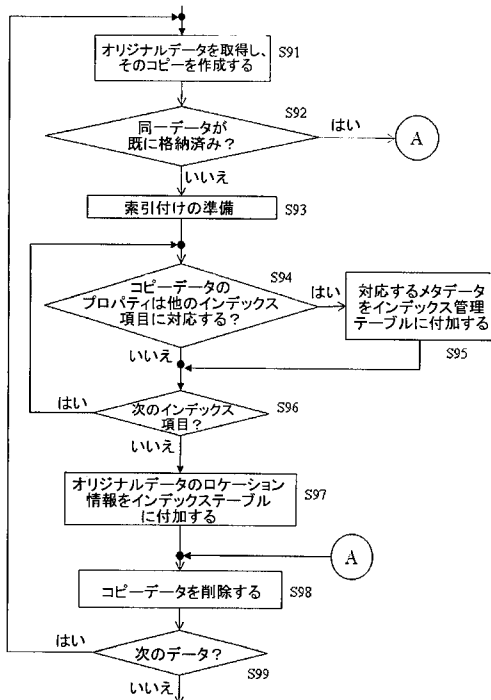 オリジナルデータを取得し、
そのコピーを作成する
S91
同一データが
既に格納済み？
S92
はい
A
いいえ
索引付けの準備
S93
コピーデータの
プロパティは他のインデックス
項目に対応する？
S94
はい
対応するメタデータ
をインデックス管理
テーブルに付加する
S95
いいえ
はい
次のインデックス
項目？
S96
いいえ
オリジナルデータのロケーション
情報をインデックステーブル
に付加する
S97
A
コピーデータを削除する
S98
はい
次のデータ？
S99
いいえ